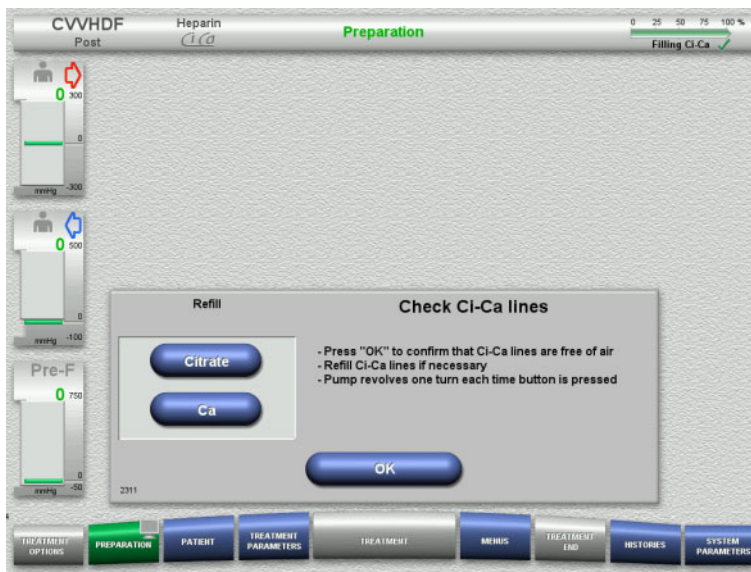 CVVHDF
Post
Heparin
Ci Ca
Preparation
0 25 50 75 100 %
Filling Ci-Ca
0
300
0
-300
mmHg
0
500
0
-100
mmHg
Pre-F
0
750
0
-50
mmHg
Refill
Citrate
Ca
2311
Check Ci-Ca lines
- Press "OK" to confirm that Ci-Ca lines are free of air
- Refill Ci-Ca lines if necessary
- Pump revolves one turn each time button is pressed
OK
TREATMENT
OPTIONS
PREPARATION
PATIENT
TREATMENT
PARAMETERS
TREATMENT
MENUS
TREATMENT
END
HISTORIES
SYSTEM
PARAMETERS